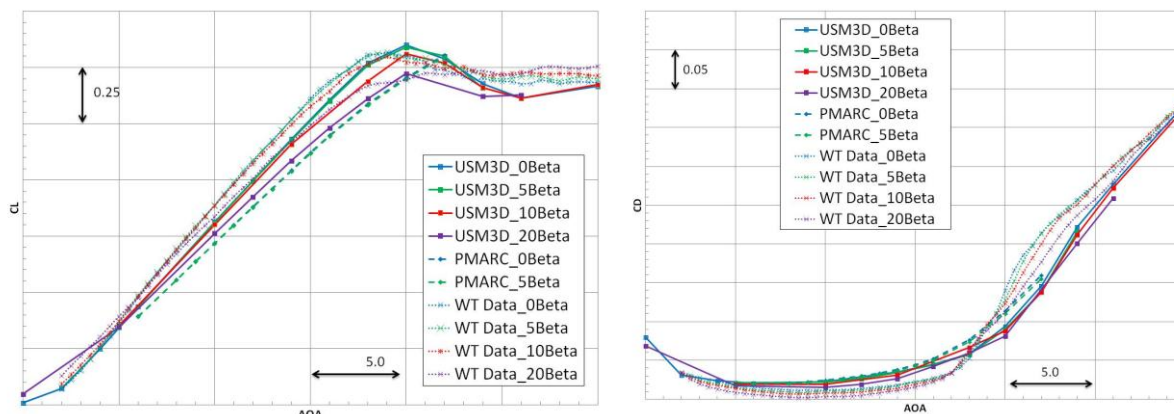 0.25
CL
USM3D_0Beta
USM3D_5Beta
USM3D_10Beta
USM3D_20Beta
PMARC_0Beta
PMARC_5Beta
WT Data_0Beta
WT Data_5Beta
WT Data_10Beta
WT Data_20Beta
5.0
AOA
0.05
CD
USM3D_0Beta
USM3D_5Beta
USM3D_10Beta
USM3D_20Beta
PMARC_0Beta
PMARC_5Beta
WT Data_0Beta
WT Data_5Beta
WT Data_10Beta
WT Data_20Beta
5.0
AOA